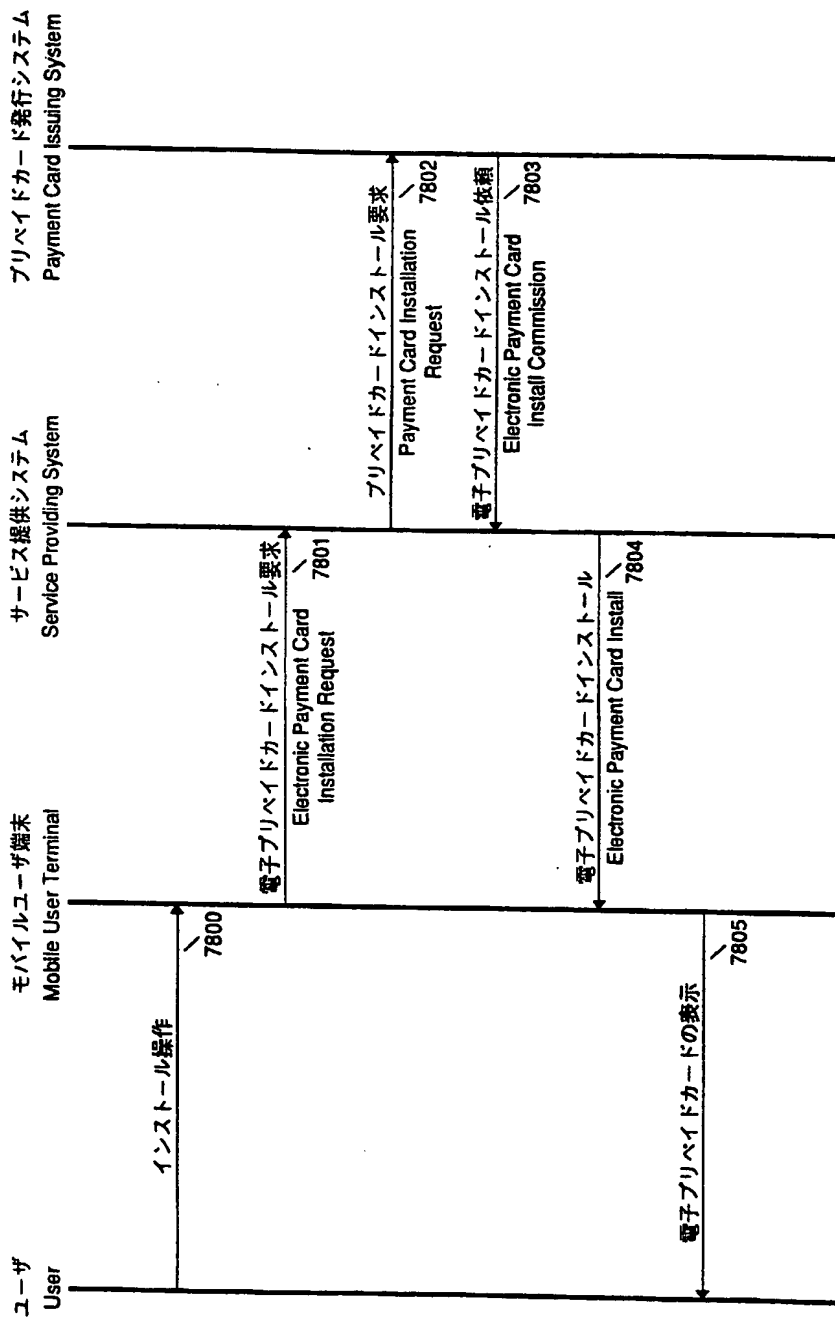 ユーザ
User
モバイルユーザ端末
Mobile User Terminal
サービス提供システム
Service Providing System
プリペイドカード発行システム
Payment Card Issuing System
インストール操作
7800
電子プリペイドカードインストール要求
Electronic Payment Card
Installation Request
7801
プリペイドカードインストール要求
Payment Card Installation
Request
7802
電子プリペイドカードインストール依頼
Electronic Payment Card
Install Commission
7803
電子プリペイドカードインストール
Electronic Payment Card Install
7804
電子プリペイドカードの表示
7805